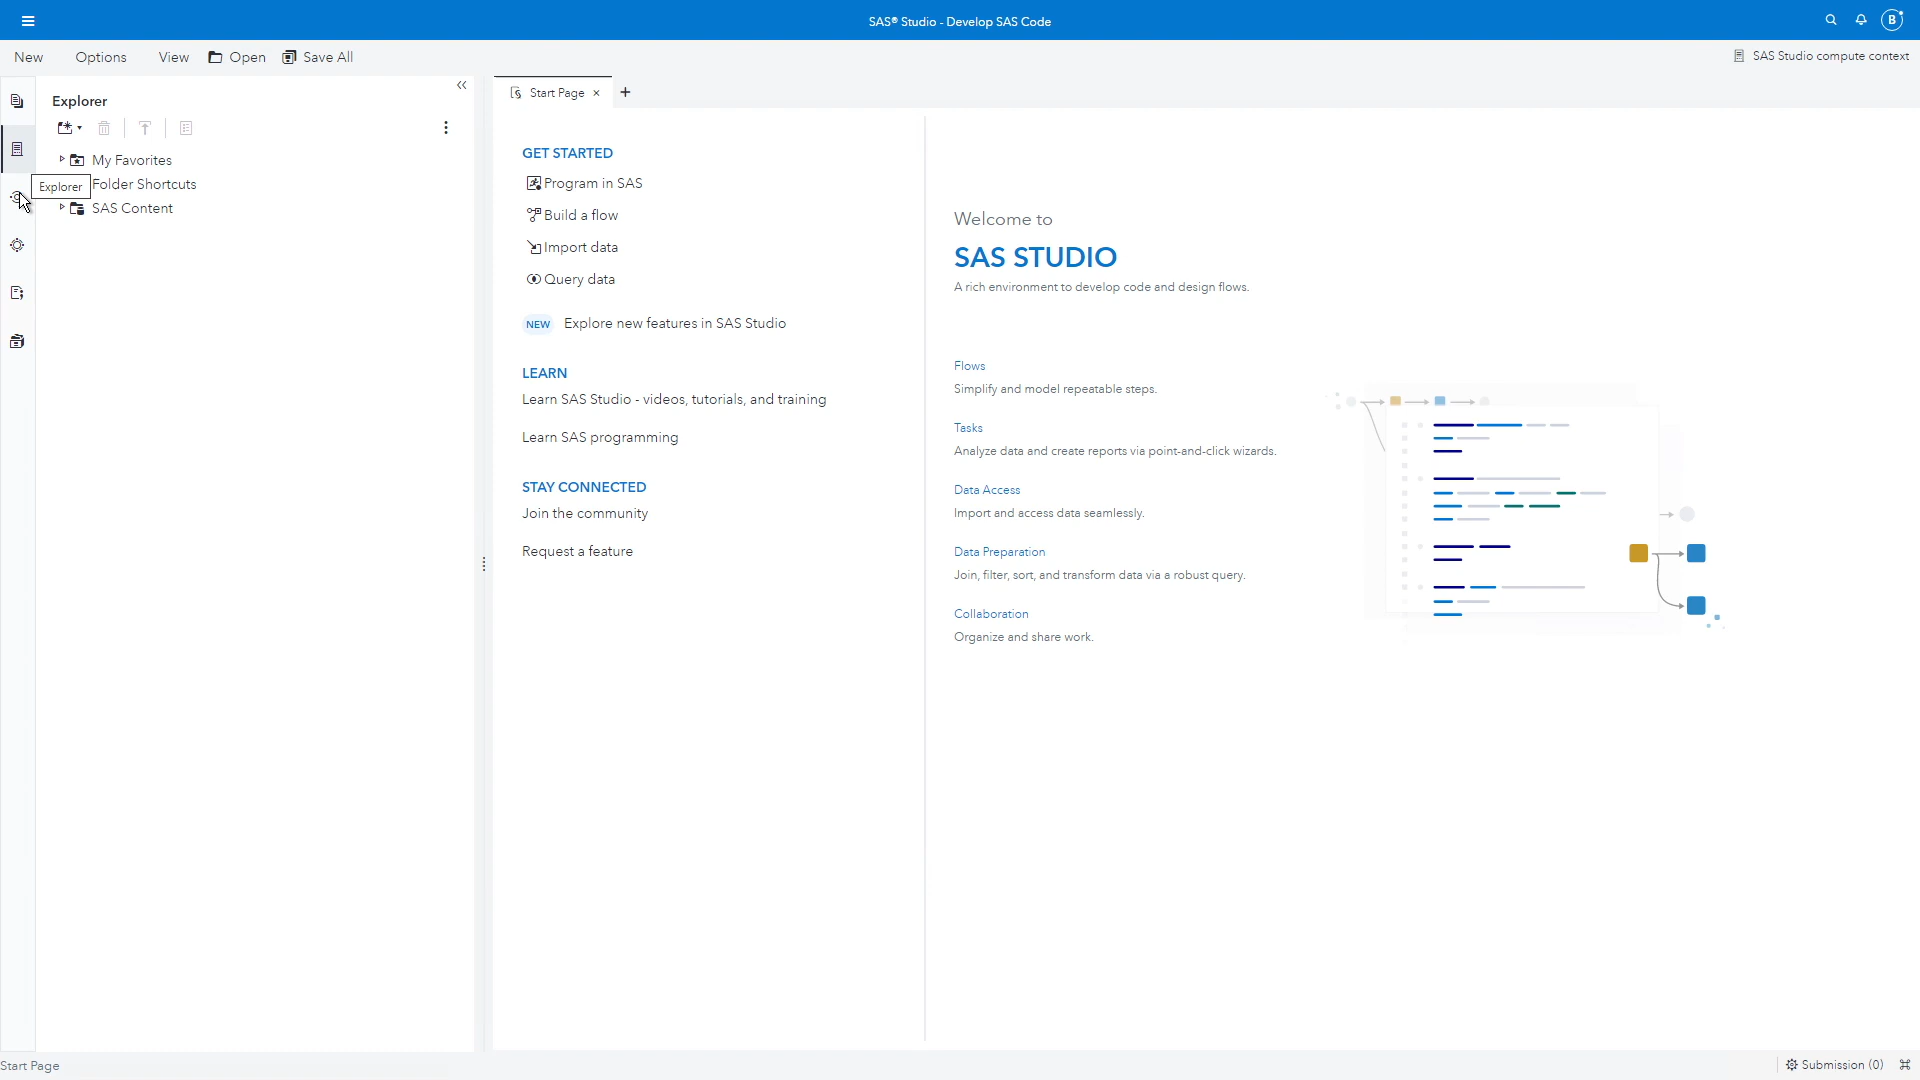 SAS® Studio - Develop SAS Code
B
New Options View Open Save All
SAS Studio compute context
Explorer
Start Page
My Favorites
Folder Shortcuts
SAS Content
Explorer
GET STARTED
Program in SAS
Build a flow
Import data
Query data
NEW Explore new features in SAS Studio
LEARN
Learn SAS Studio - videos, tutorials, and training
Learn SAS programming
STAY CONNECTED
Join the community
Request a feature
Welcome to
SAS STUDIO
A rich environment to develop code and design flows.
Flows
Simplify and model repeatable steps.
Tasks
Analyze data and create reports via point-and-click wizards.
Data Access
Import and access data seamlessly.
Data Preparation
Join, filter, sort, and transform data via a robust query.
Collaboration
Organize and share work.
Start Page
Submission (0)